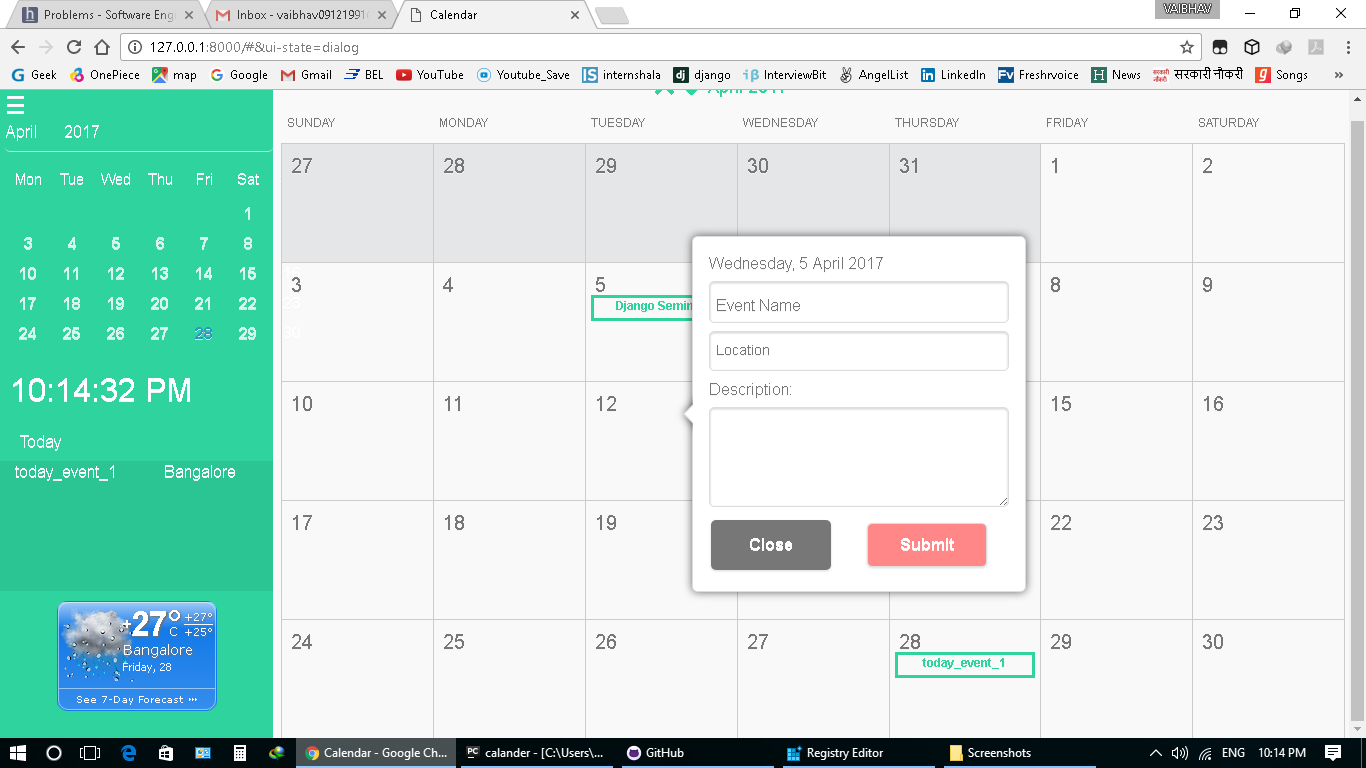 Problems - Software Eng
Inbox - vaibhav09121991
Calendar
VAIBHAV
127.0.0.1:8000/#&ui-state=dialog
Geek OnePiece map Google Gmail BEL YouTube Youtube_Save internshala django InterviewBit AngelList LinkedIn Freshrvoice News सरकारी नौकरी Songs »
April 2017
April 2017
Mon Tue Wed Thu Fri Sat
1
3 4 5 6 7 8
10 11 12 13 14 15
17 18 19 20 21 22
24 25 26 27 28 29 30
10:14:32 PM
Today
today_event_1 Bangalore
+27° C +27° +25°
Bangalore
Friday, 28
See 7-Day Forecast
SUNDAY MONDAY TUESDAY WEDNESDAY THURSDAY FRIDAY SATURDAY
27 28 29 30 31 1 2
3 4 5 8 9
Django Semin
10 11 12 15 16
17 18 19 22 23
24 25 26 27 28 29 30
today_event_1
Wednesday, 5 April 2017
Event Name
Location
Description:
Close Submit
Calendar - Google Ch...
calander - [C:\Users\...
GitHub
Registry Editor
Screenshots
ENG 10:14 PM